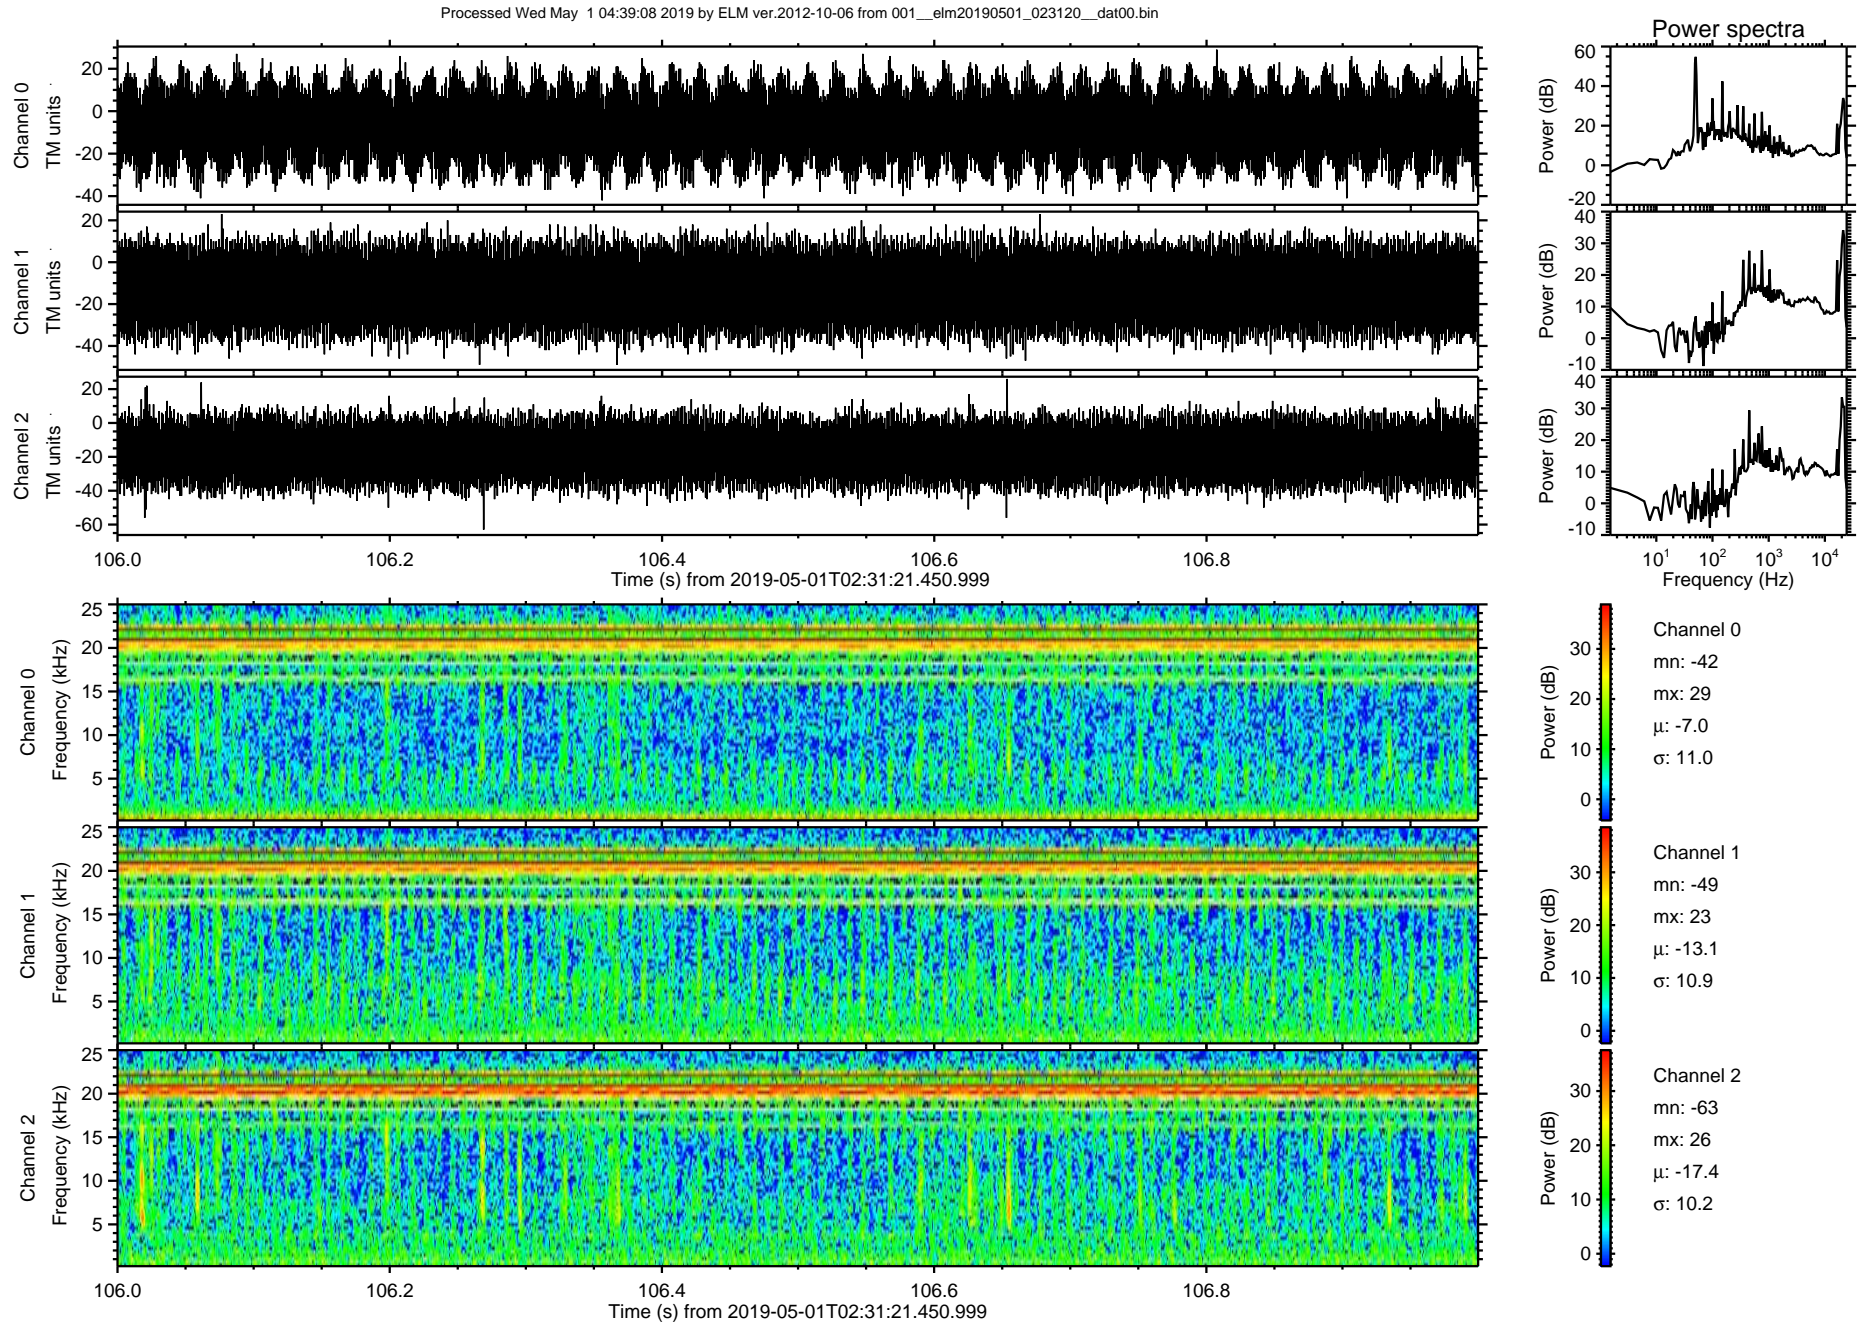 Processed Wed May  1 04:39:08 2019 by ELM ver.2012-10-06 from 001__elm20190501_023120__dat00.bin
Power spectra
Channel 0
TM units
20
0
-20
-40
Power (dB)
60
40
20
0
-20
Channel 1
TM units
20
0
-20
-40
Power (dB)
40
30
20
10
0
-10
Channel 2
TM units
20
0
-20
-40
-60
Power (dB)
40
30
20
10
0
-10
106.0 106.2 106.4 106.6 106.8
Time (s) from 2019-05-01T02:31:21.450.999
10^1 10^2 10^3 10^4
Frequency (Hz)
Channel 0
Frequency (kHz)
25
20
15
10
5
Power (dB)
30
20
10
0
Channel 0
mn: -42
mx: 29
μ: -7.0
σ: 11.0
Channel 1
Frequency (kHz)
25
20
15
10
5
Power (dB)
30
20
10
0
Channel 1
mn: -49
mx: 23
μ: -13.1
σ: 10.9
Channel 2
Frequency (kHz)
25
20
15
10
5
Power (dB)
30
20
10
0
Channel 2
mn: -63
mx: 26
μ: -17.4
σ: 10.2
106.0 106.2 106.4 106.6 106.8
Time (s) from 2019-05-01T02:31:21.450.999